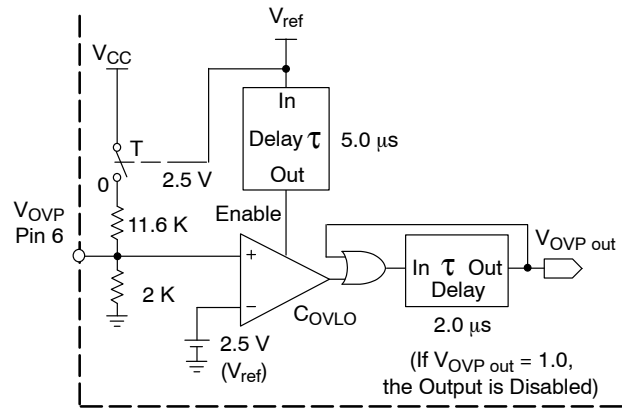 Vref
VCC
In
Delay τ
Out
5.0 μs
T
0
2.5 V
VOVP
Pin 6
11.6 K
2 K
Enable
+
−
COVLO
2.5 V
(Vref)
In τ Out
Delay
2.0 μs
VOVP out
(If VOVP out = 1.0,
the Output is Disabled)